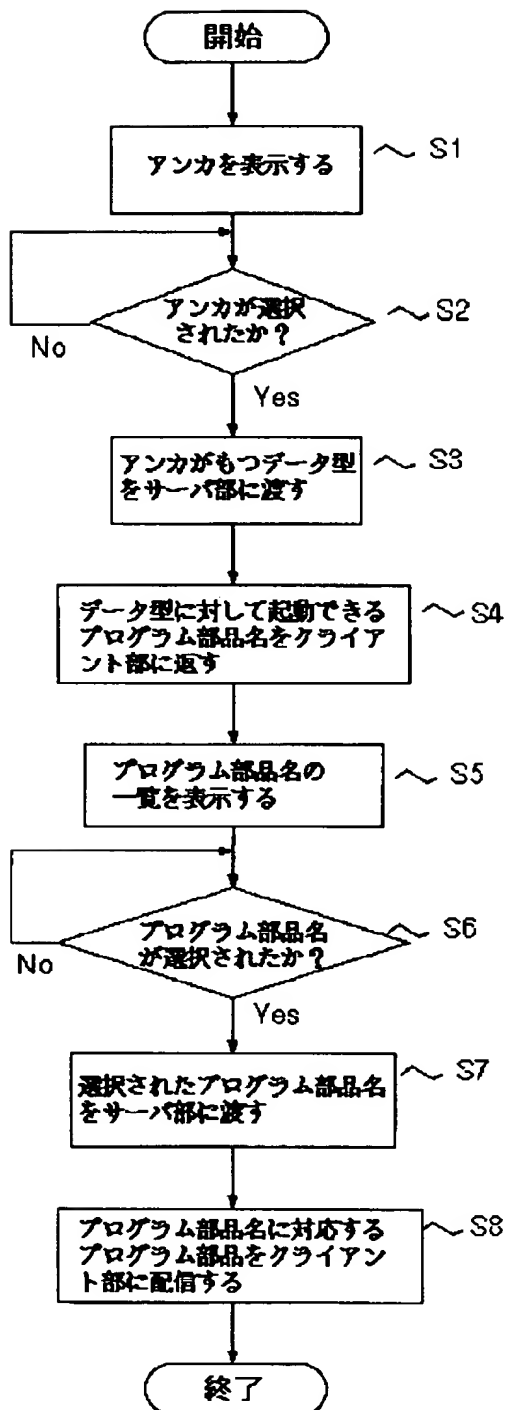 開始
アンカを表示する
S1
アンカが選択
されたか？
S2
No
Yes
アンカがもつデータ型
をサーバ部に渡す
S3
データ型に対して起動できる
プログラム部品名をクライア
ント部に返す
S4
プログラム部品名の
一覧を表示する
S5
プログラム部品名
が選択されたか？
S6
No
Yes
選択されたプログラム部品名
をサーバ部に渡す
S7
プログラム部品名に対応する
プログラム部品をクライアン
ト部に配信する
S8
終了